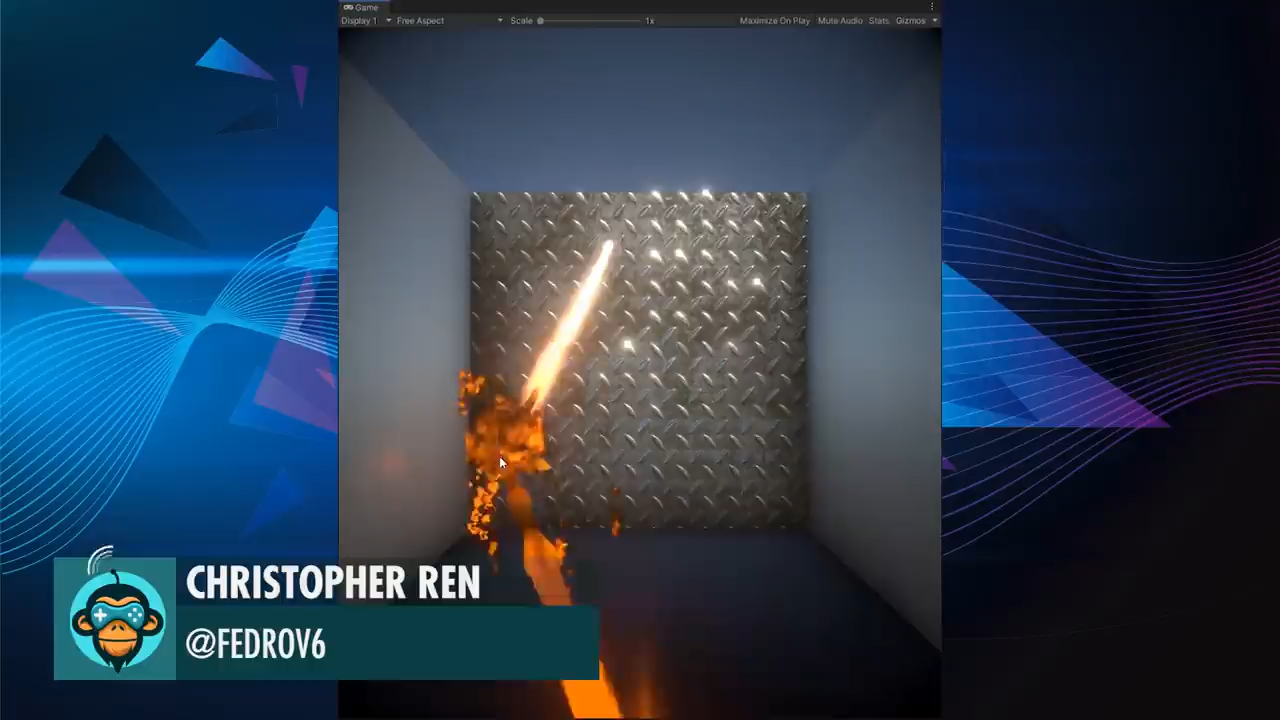 Game
Display 1 Free Aspect Scale 1x Maximize On Play Mute Audio Stats Gizmos
CHRISTOPHER REN
@FEDROV6